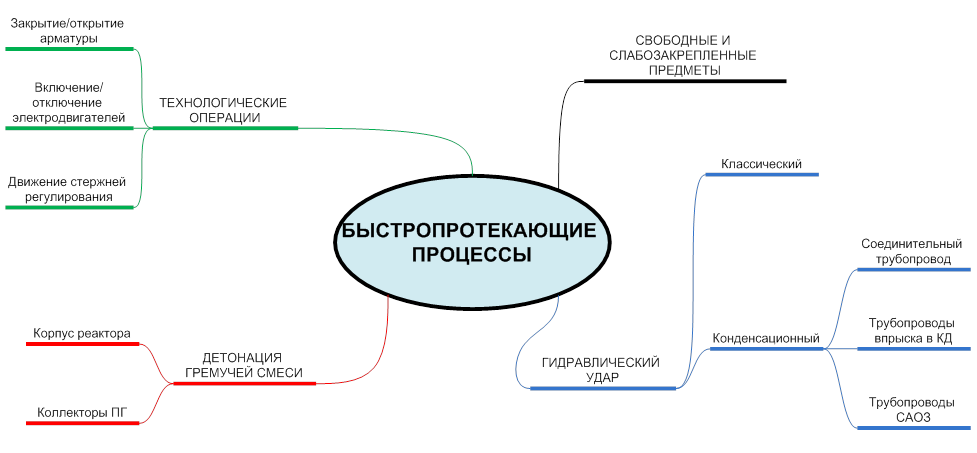 БЫСТРОПРОТЕКАЮЩИЕ
ПРОЦЕССЫ
ТЕХНОЛОГИЧЕСКИЕ
ОПЕРАЦИИ
Закрытие/открытие
арматуры
Включение/
отключение
электродвигателей
Движение стержней
регулирования
СВОБОДНЫЕ И
СЛАБОЗАКРЕПЛЕННЫЕ
ПРЕДМЕТЫ
ДЕТОНАЦИЯ
ГРЕМУЧЕЙ СМЕСИ
Корпус реактора
Коллекторы ПГ
ГИДРАВЛИЧЕСКИЙ
УДАР
Классический
Конденсационный
Соединительный
трубопровод
Трубопроводы
впрыска в КД
Трубопроводы
САОЗ